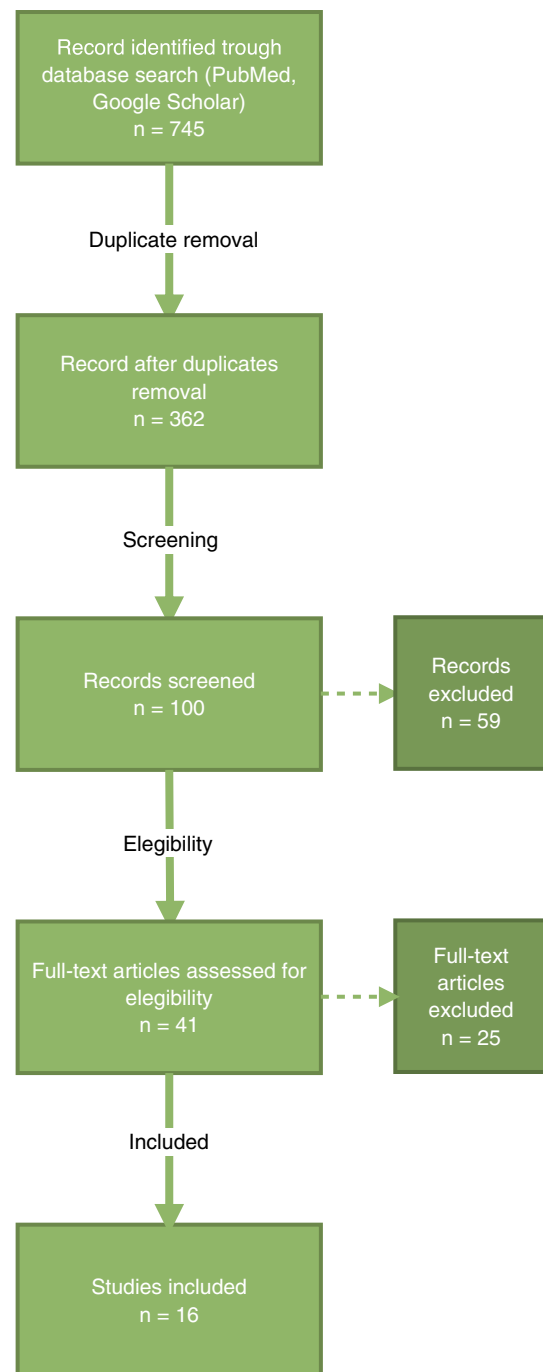 Record identified trough
database search (PubMed,
Google Scholar)
n = 745
Duplicate removal
Record after duplicates
removal
n = 362
Screening
Records screened
n = 100
Records
excluded
n = 59
Elegibility
Full-text articles assessed for
elegibility
n = 41
Full-text
articles
excluded
n = 25
Included
Studies included
n = 16